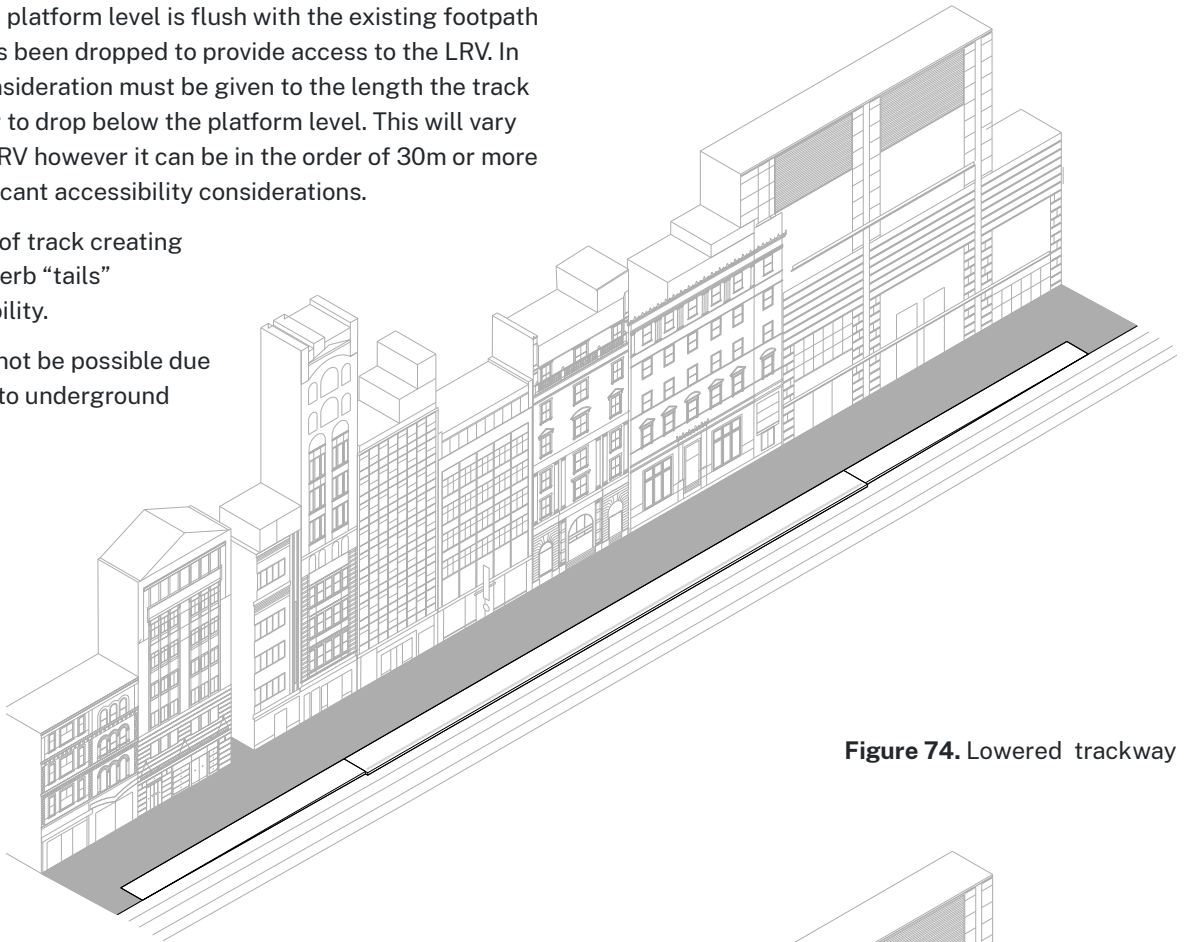 platform level is flush with the existing footpath
s been dropped to provide access to the LRV. In
nsideration must be given to the length the track
to drop below the platform level. This will vary
RV however it can be in the order of 30m or more
cant accessibility considerations.
of track creating
erb “tails”
bility.
not be possible due
to underground
Figure 74. Lowered trackway